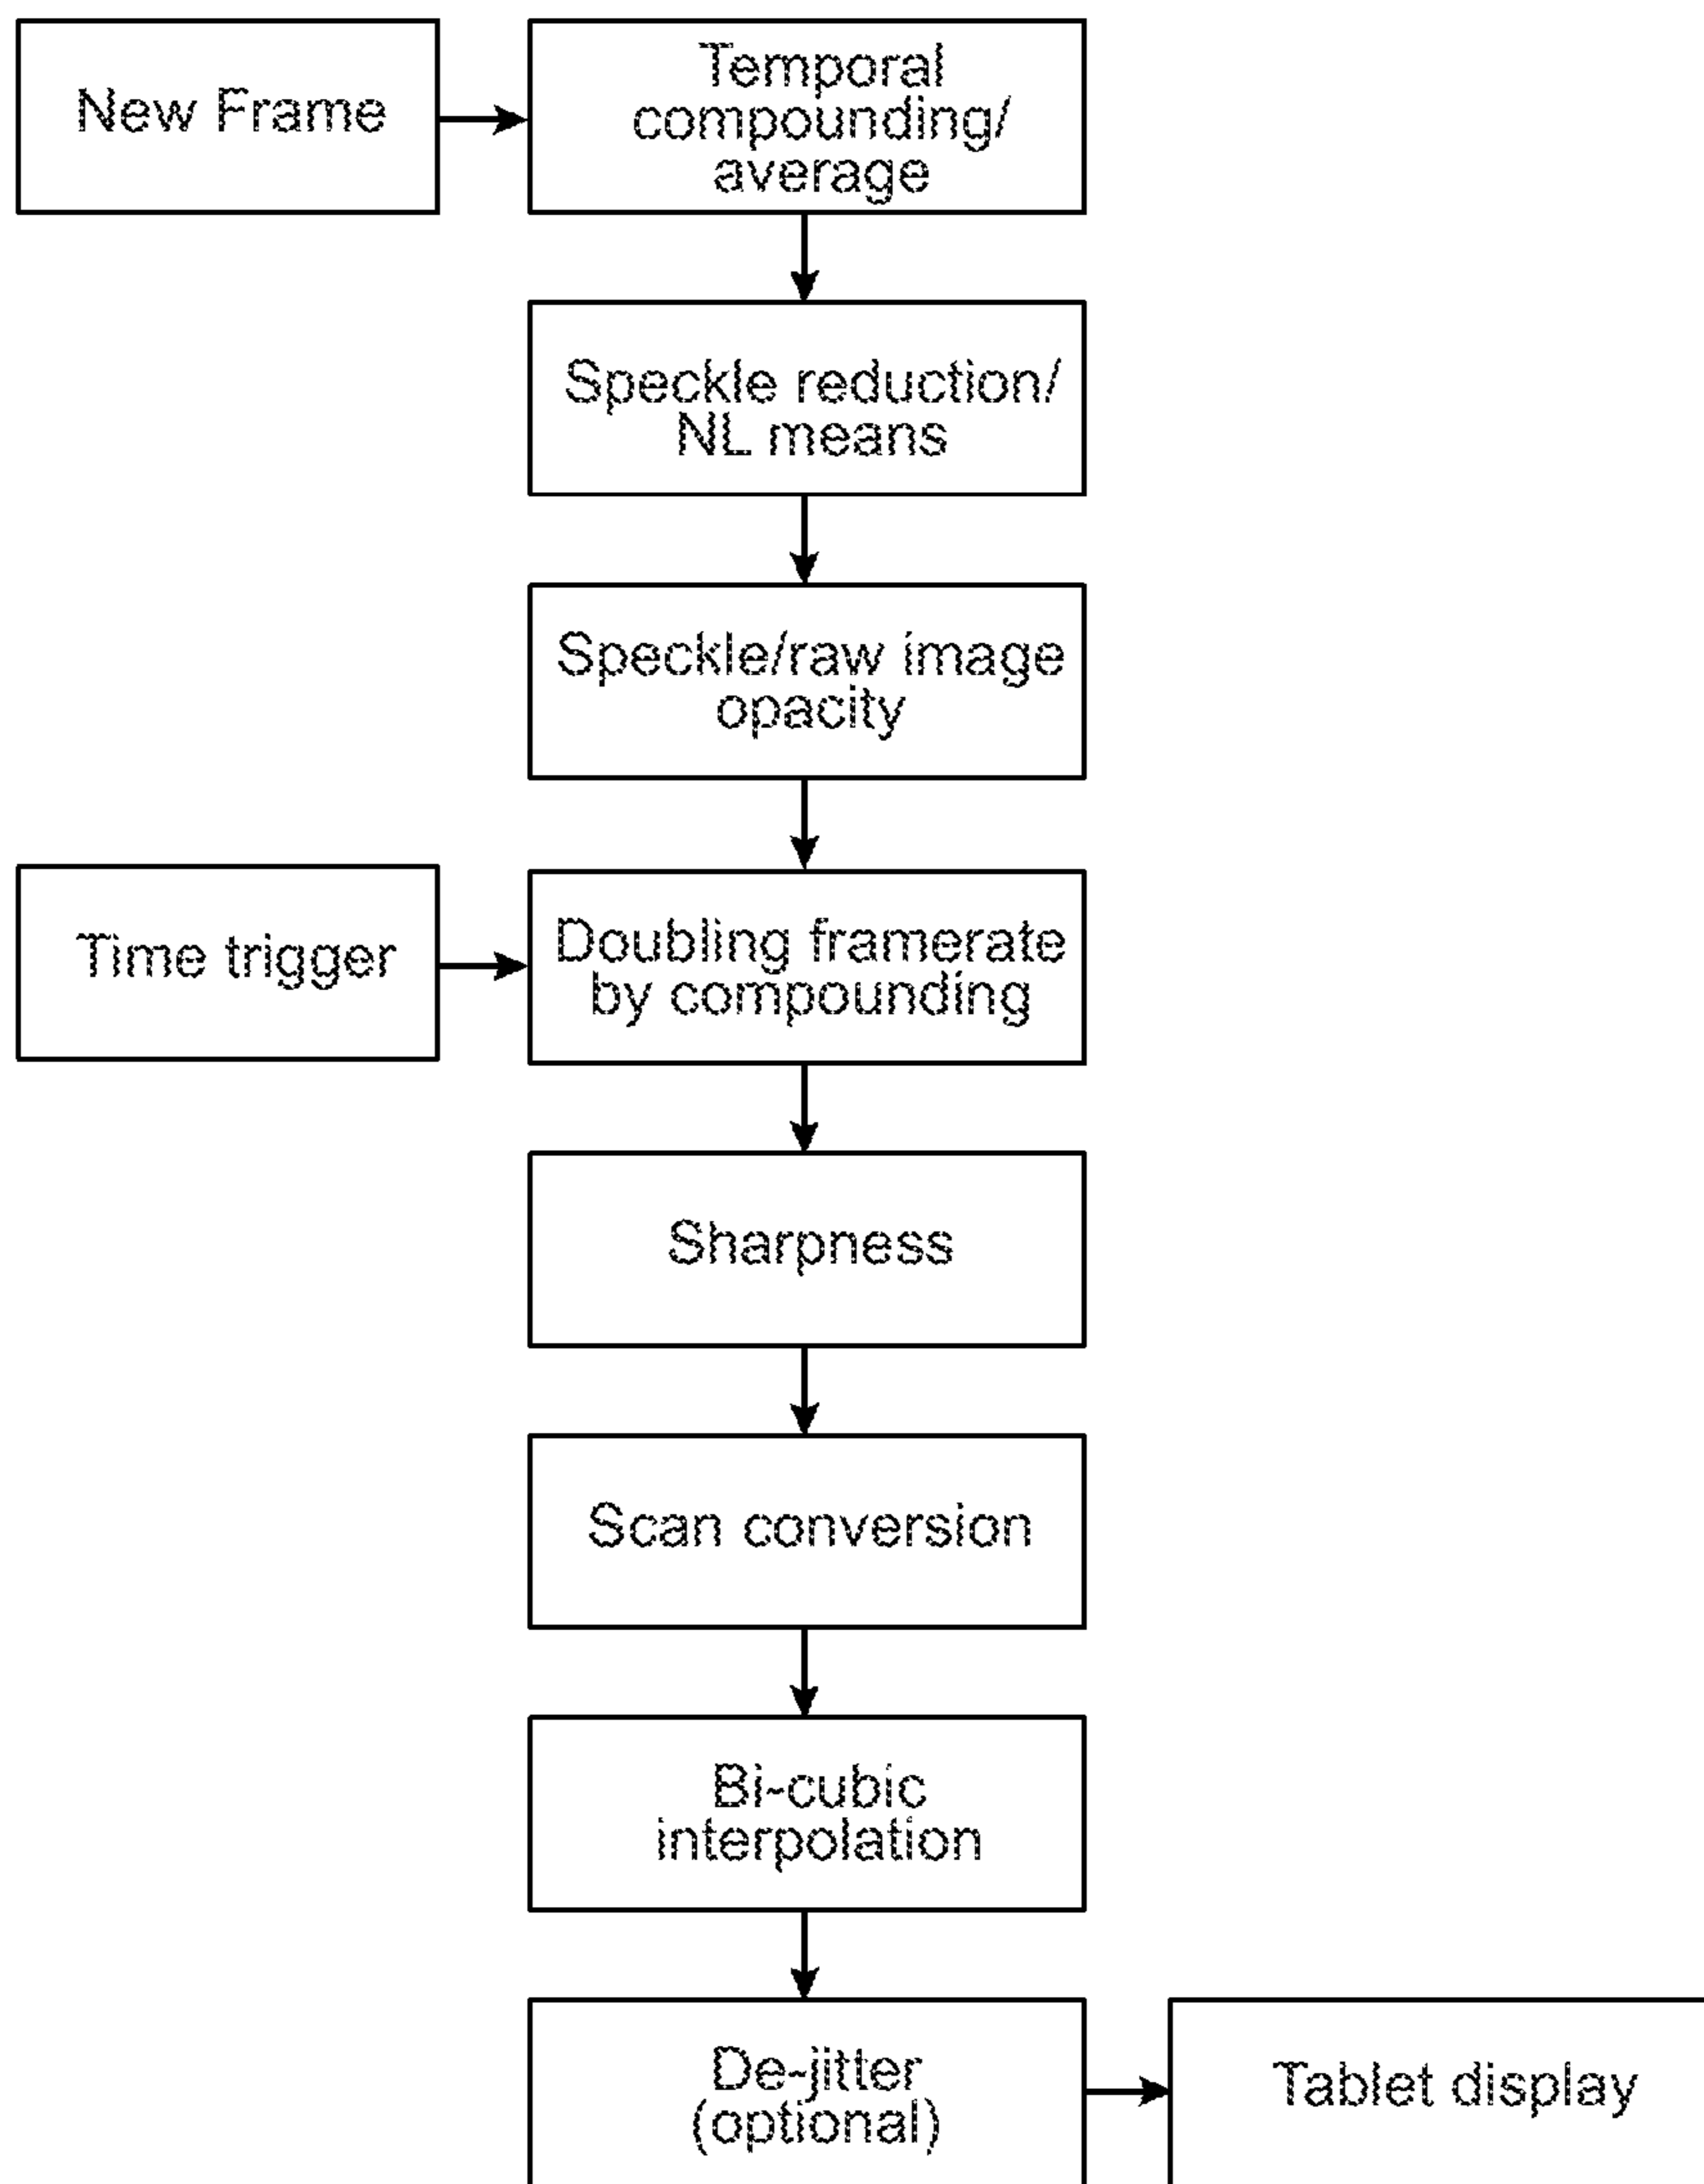 New Frame
Temporal
compounding/
average
Speckle reduction/
NL means
Speckle/raw image
opacity
Time trigger
Doubling framerate
by compounding
Sharpness
Scan conversion
Bi-cubic
interpolation
De-jitter
(optional)
Tablet display